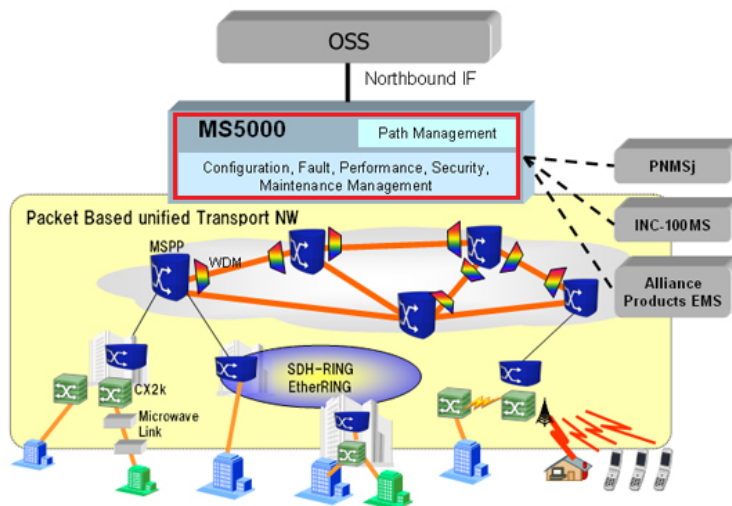 OSS
Northbound IF
MS5000
Path Management
Configuration, Fault, Performance, Security,
Maintenance Management
PNMSj
INC-100MS
Alliance
Products EMS
Packet Based unified Transport NW
MSPP
WDM
SDH-RING
EtherRING
CX2k
Microwave
Link